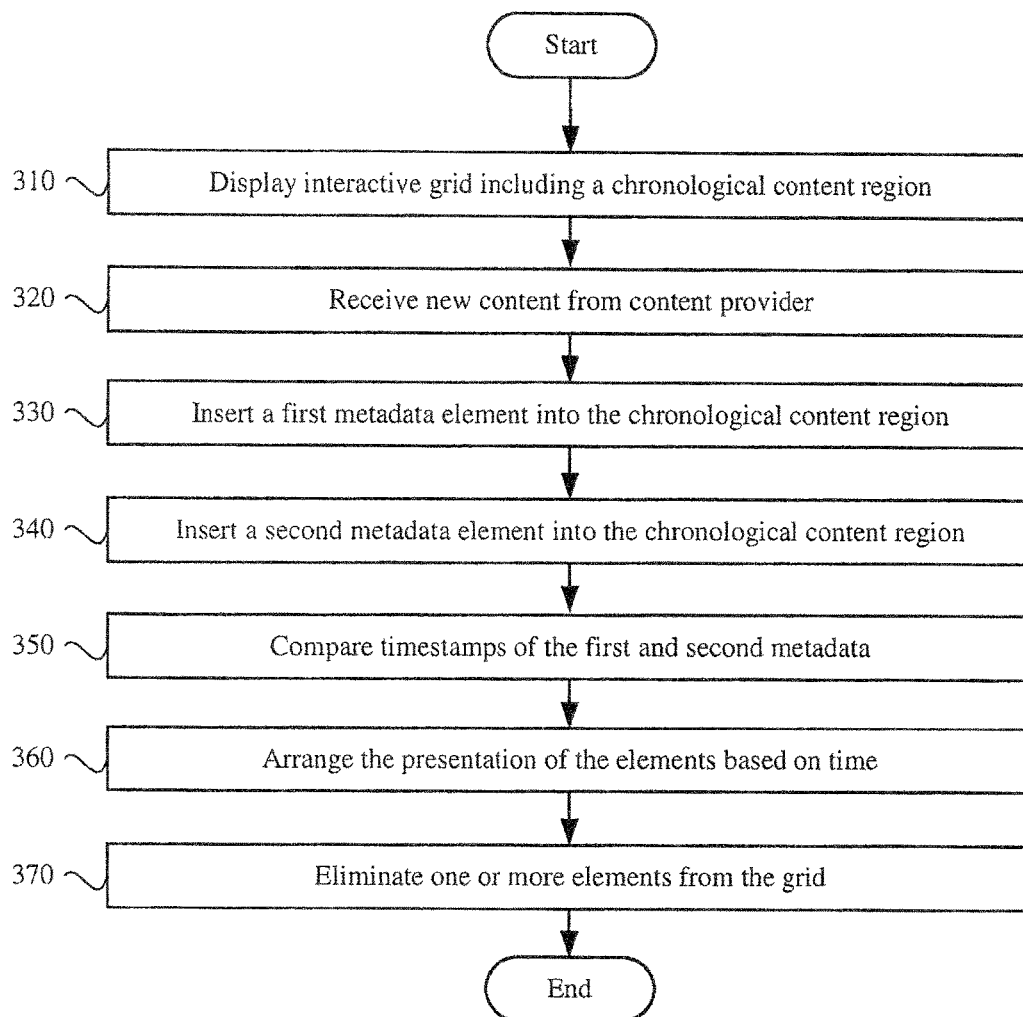 Start
310 Display interactive grid including a chronological content region
320 Receive new content from content provider
330 Insert a first metadata element into the chronological content region
340 Insert a second metadata element into the chronological content region
350 Compare timestamps of the first and second metadata
360 Arrange the presentation of the elements based on time
370 Eliminate one or more elements from the grid
End